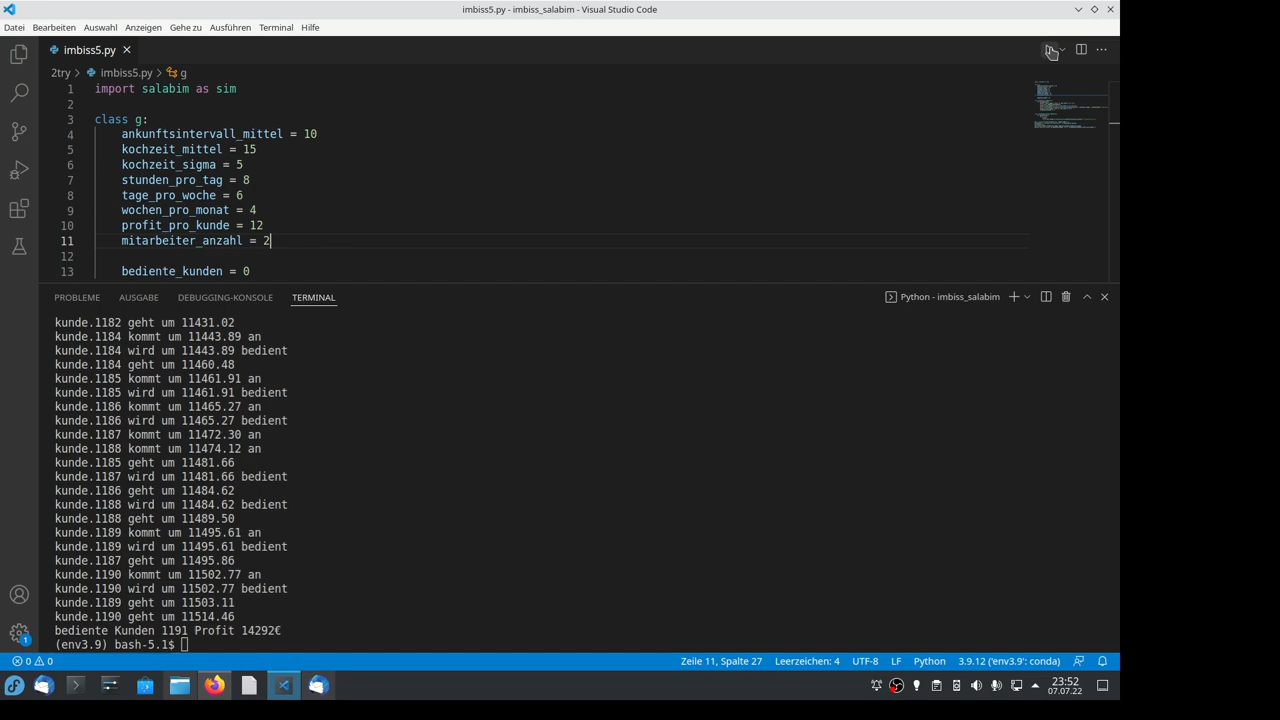 imbiss5.py - imbiss_salabim - Visual Studio Code
Datei Bearbeiten Auswahl Anzeigen Gehe zu Ausführen Terminal Hilfe
imbiss5.py
2try > imbiss5.py > g
1 import salabim as sim
2
3 class g:
4 ankunftsintervall_mittel = 10
5 kochzeit_mittel = 15
6 kochzeit_sigma = 5
7 stunden_pro_tag = 8
8 tage_pro_woche = 6
9 wochen_pro_monat = 4
10 profit_pro_kunde = 12
11 mitarbeiter_anzahl = 2
12
13 bediente_kunden = 0
PROBLEME AUSGABE DEBUGGING-KONSOLE TERMINAL Python - imbiss_salabim
kunde.1182 geht um 11431.02
kunde.1184 kommt um 11443.89 an
kunde.1184 wird um 11443.89 bedient
kunde.1184 geht um 11460.48
kunde.1185 kommt um 11461.91 an
kunde.1185 wird um 11461.91 bedient
kunde.1186 kommt um 11465.27 an
kunde.1186 wird um 11465.27 bedient
kunde.1187 kommt um 11472.30 an
kunde.1188 kommt um 11474.12 an
kunde.1185 geht um 11481.66
kunde.1187 wird um 11481.66 bedient
kunde.1186 geht um 11484.62
kunde.1188 wird um 11484.62 bedient
kunde.1188 geht um 11489.50
kunde.1189 kommt um 11495.61 an
kunde.1189 wird um 11495.61 bedient
kunde.1187 geht um 11495.86
kunde.1190 kommt um 11502.77 an
kunde.1190 wird um 11502.77 bedient
kunde.1189 geht um 11503.11
kunde.1190 geht um 11514.46
bediente Kunden 1191 Profit 14292€
(env3.9) bash-5.1$
1
0 0 Zeile 11, Spalte 27 Leerzeichen: 4 UTF-8 LF Python 3.9.12 ('env3.9': conda)
23:52
07.07.22